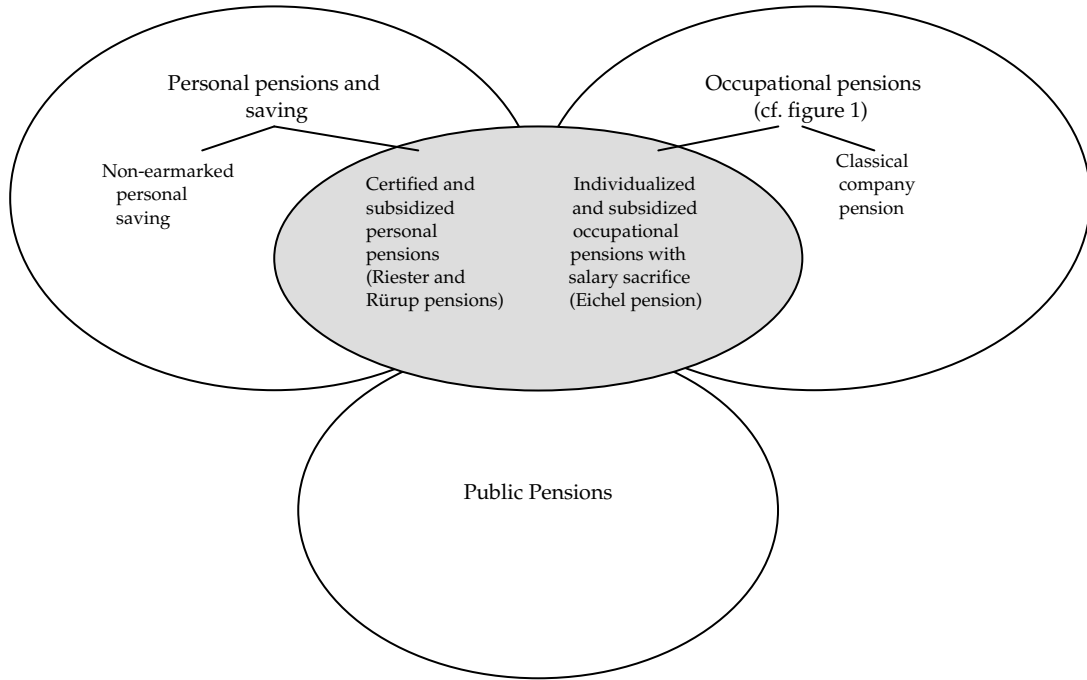 Personal pensions and
saving
Non-earmarked
personal
saving
Certified and
subsidized
personal
pensions
(Riester and
Rürup pensions)
Occupational pensions
(cf. figure 1)
Individualized
and subsidized
occupational
pensions with
salary sacrifice
(Eichel pension)
Classical
company
pension
Public Pensions